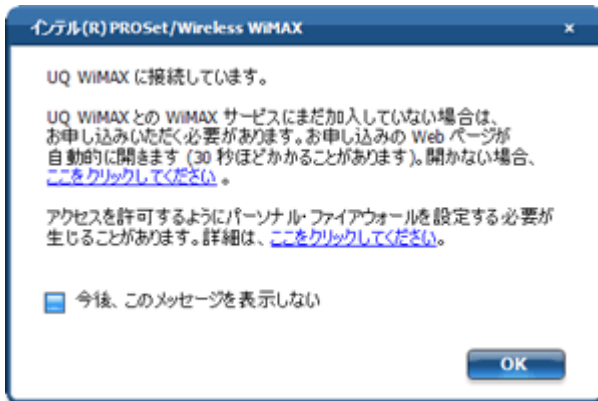 インテル(R) PROSet/Wireless WiMAX
UQ WiMAX に接続しています。
UQ WiMAX との WiMAX サービスにまだ加入していない場合は、
お申し込みいただく必要があります。お申し込みの Web ページが
自動的に開きます (30 秒ほどかかることがあります)。開かない場合、
ここをクリックしてください 。
アクセスを許可するようにパーソナル・ファイアウォールを設定する必要が
生じることがあります。詳細は、ここをクリックしてください。
今後、このメッセージを表示しない
OK